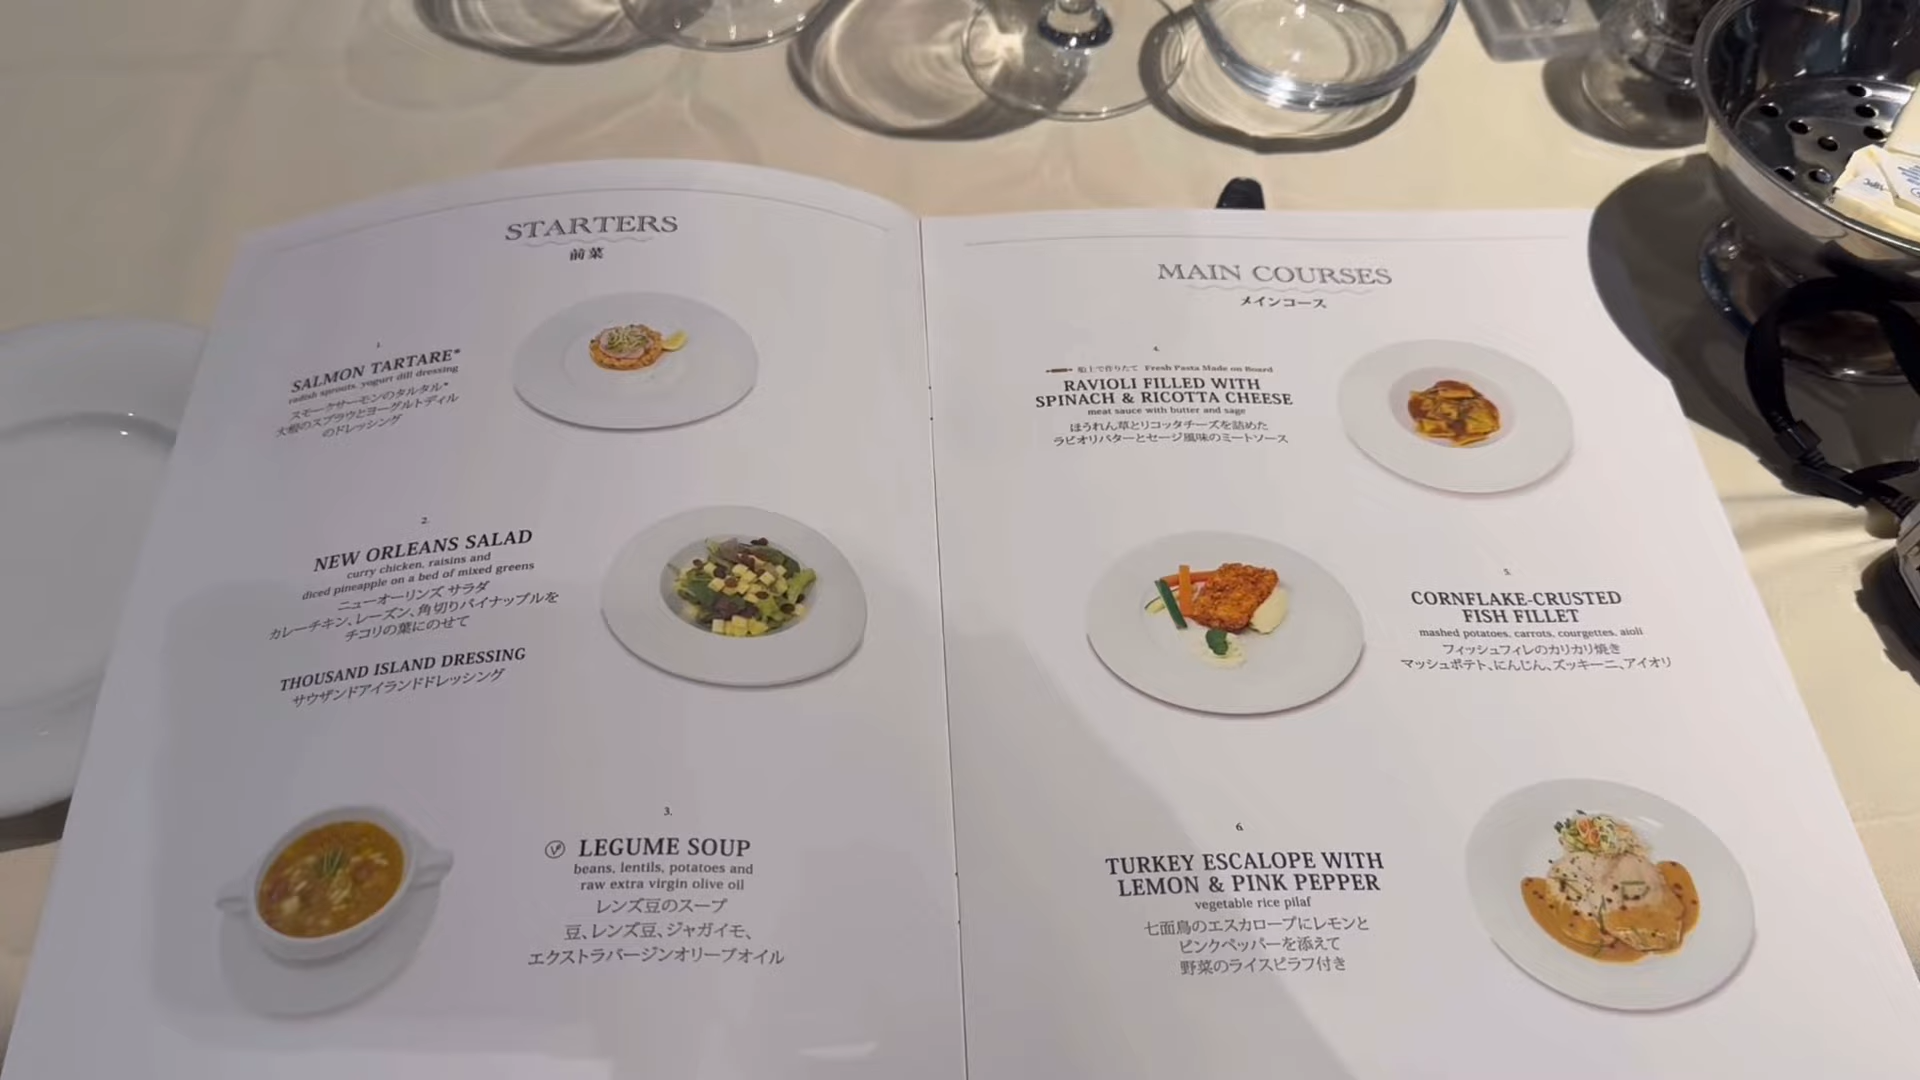 STARTERS
前菜
1.
SALMON TARTARE*
radish sprouts, yogurt dill dressing
スモークサーモンのタルタル*
大根のスプラウとヨーグルトディル
のドレッシング
2.
NEW ORLEANS SALAD
curry chicken, raisins and
diced pineapple on a bed of mixed greens
ニューオーリンズ サラダ
カレーチキン、レーズン、角切りパイナップルを
チコリの葉にのせて
THOUSAND ISLAND DRESSING
サウザンドアイランドドレッシング
3.
V LEGUME SOUP
beans, lentils, potatoes and
raw extra virgin olive oil
レンズ豆のスープ
豆、レンズ豆、ジャガイモ、
エクストラバージンオリーブオイル
MAIN COURSES
メインコース
4.
船上で作りたて Fresh Pasta Made on Board
RAVIOLI FILLED WITH
SPINACH & RICOTTA CHEESE
meat sauce with butter and sage
ほうれん草とリコッタチーズを詰めた
ラビオリバターとセージ風味のミートソース
5.
CORNFLAKE-CRUSTED
FISH FILLET
mashed potatoes, carrots, courgettes, aioli
フィッシュフィレのカリカリ焼き
マッシュポテト、にんじん、ズッキーニ、アイオリ
6.
TURKEY ESCALOPE WITH
LEMON & PINK PEPPER
vegetable rice pilaf
七面鳥のエスカロープにレモンと
ピンクペッパーを添えて
野菜のライスピラフ付き